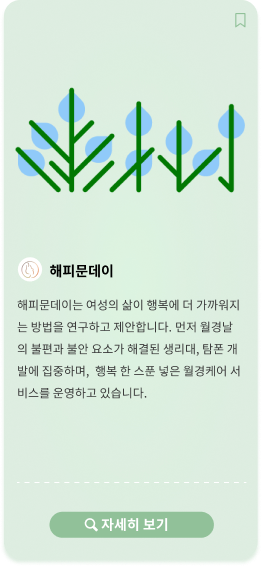 해피문데이
해피문데이는 여성의 삶이 행복에 더 가까워지
는 방법을 연구하고 제안합니다. 먼저 월경날
의 불편과 불안 요소가 해결된 생리대, 탐폰 개
발에 집중하며,  행복 한 스푼 넣은 월경케어 서
비스를 운영하고 있습니다.
자세히 보기